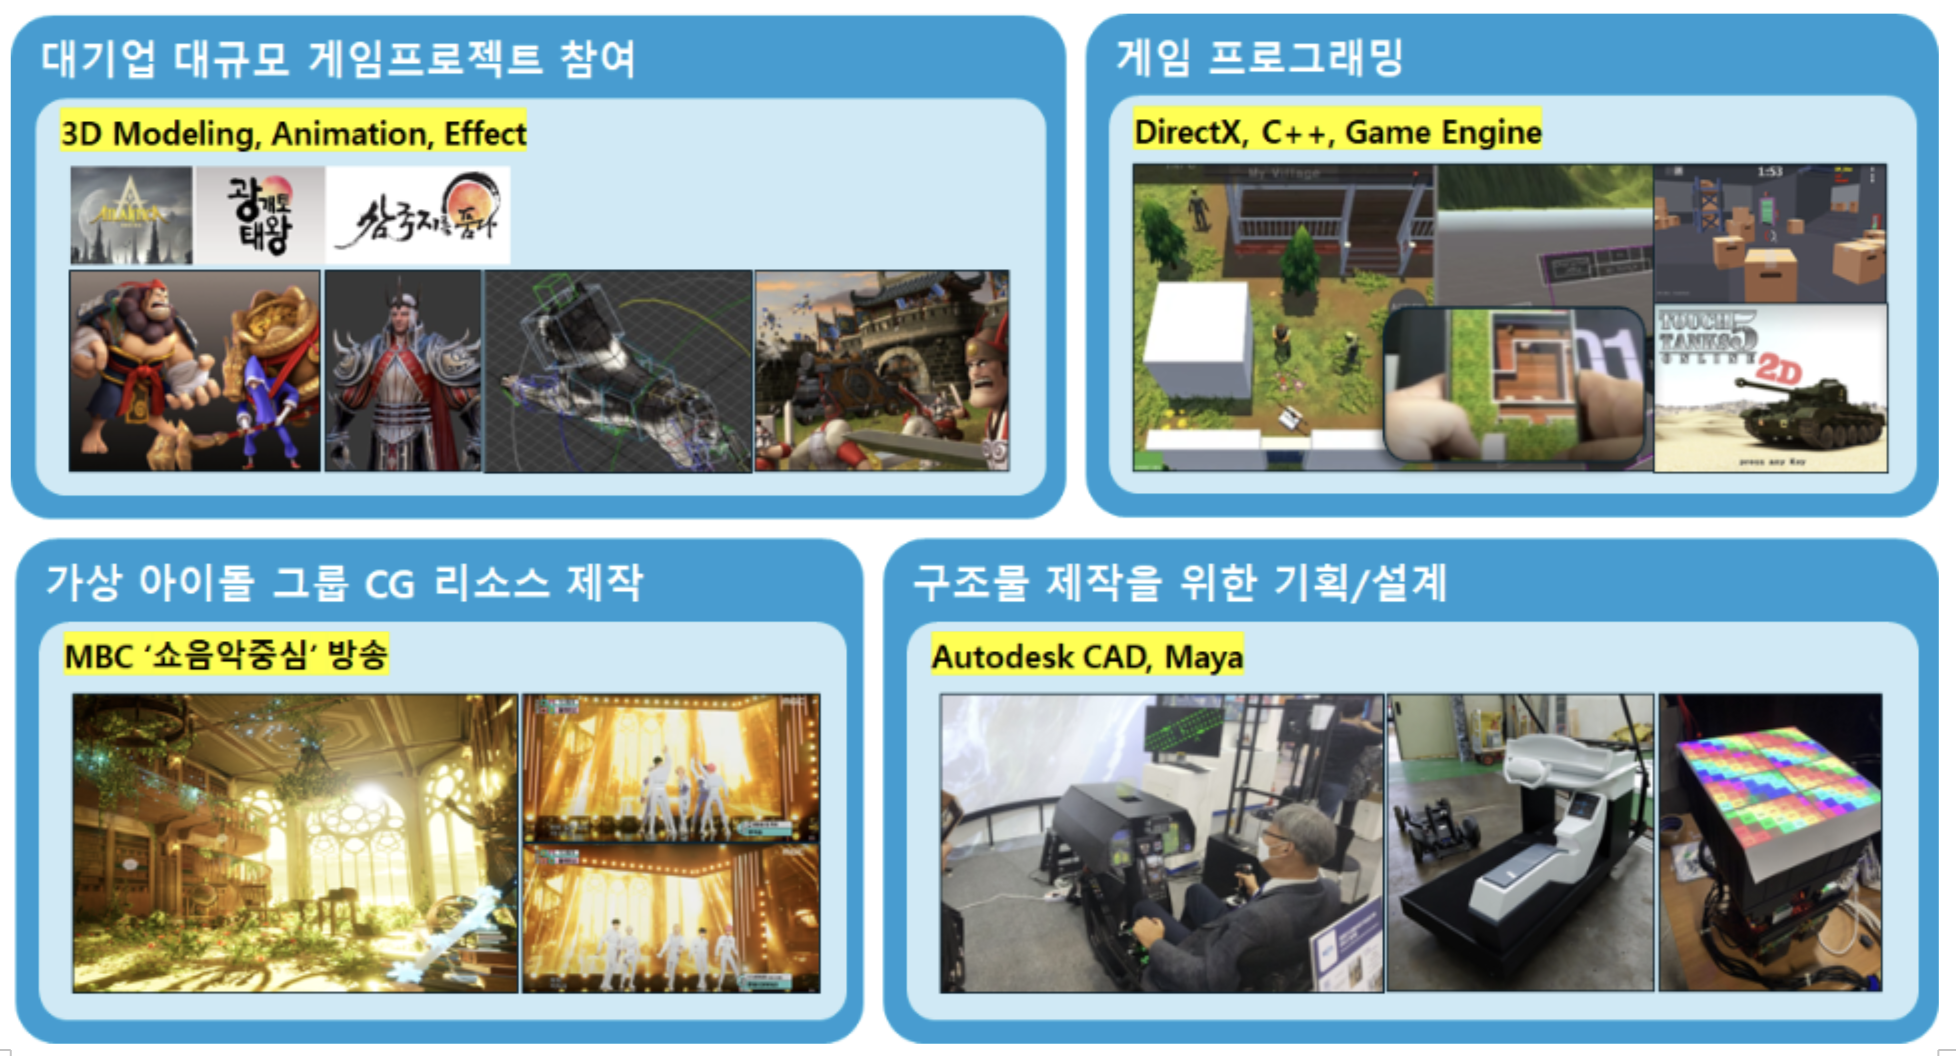 대기업 대규모 게임프로젝트 참여
3D Modeling, Animation, Effect
광개토태왕
삼국지를 품다
게임 프로그래밍
DirectX, C++, Game Engine
My Village
1:53
TOUCH
TANKS 5
ONLINE
2D
press any Key
가상 아이돌 그룹 CG 리소스 제작
MBC ‘쇼음악중심’ 방송
구조물 제작을 위한 기획/설계
Autodesk CAD, Maya